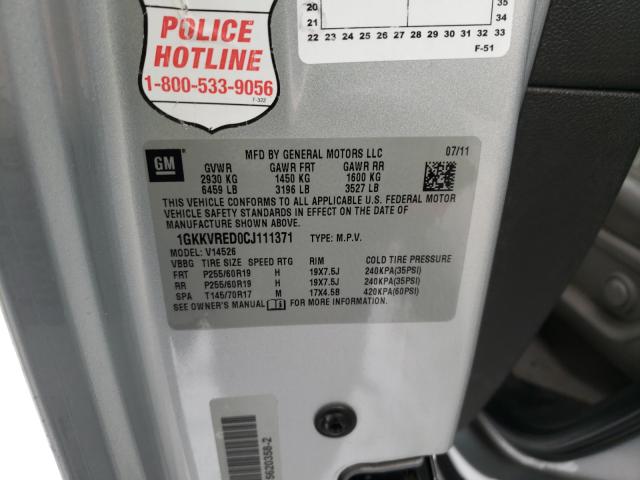 POLICE
HOTLINE
1-800-533-9056
20
35
21
34
22 23 24 25 26 27 28 29 30 31 32 33
F-51
GM
MFD BY GENERAL MOTORS LLC
07/11
GVWR GAWR FRT GAWR RR
2930 KG 1450 KG 1600 KG
6459 LB 3196 LB 3527 LB
THIS VEHICLE CONFORMS TO ALL APPLICABLE U.S. FEDERAL MOTOR
VEHICLE SAFETY STANDARDS IN EFFECT ON THE DATE OF
MANUFACTURE SHOWN ABOVE.
1GKKVRED0CJ111371 TYPE: M.P.V.
MODEL: V14526
VBBG TIRE SIZE SPEED RTG RIM COLD TIRE PRESSURE
FRT P255/60R19 H 19X7.5J 240KPA(35PSI)
RR P255/60R19 H 19X7.5J 240KPA(35PSI)
SPA T145/70R17 M 17X4.5B 420KPA(60PSI)
SEE OWNER'S MANUAL FOR MORE INFORMATION.
5620358-2